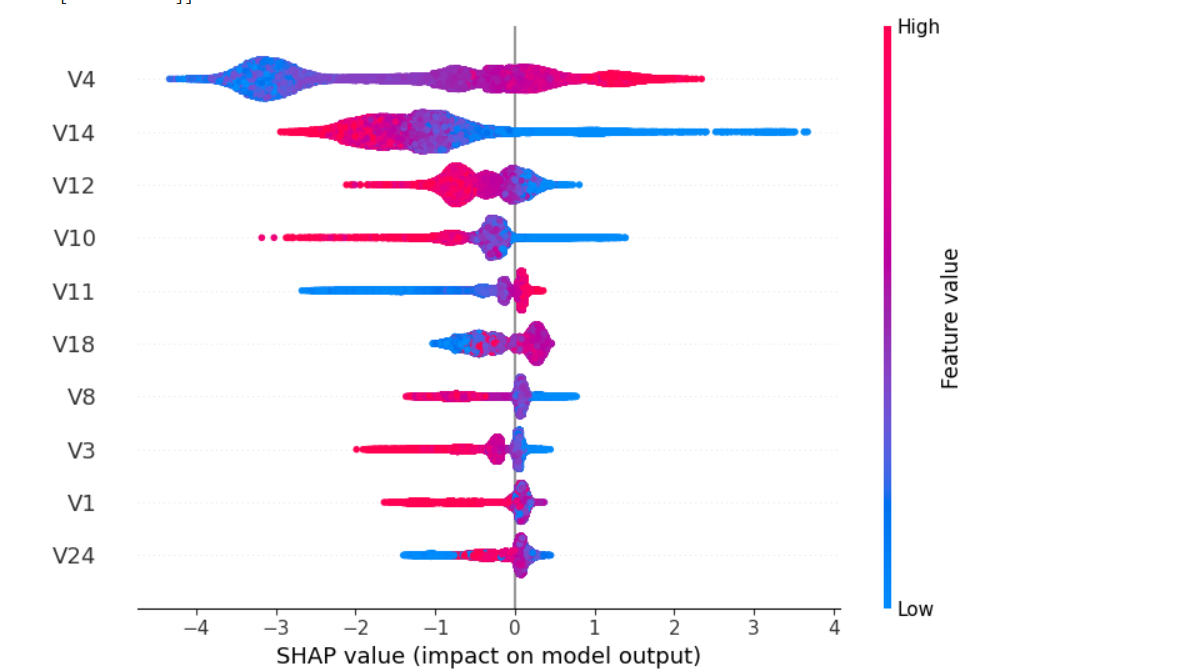 High
V4
V14
V12
V10
V11
V18
V8
V3
V1
V24
Feature value
Low
−4 −3 −2 −1 0 1 2 3 4
SHAP value (impact on model output)